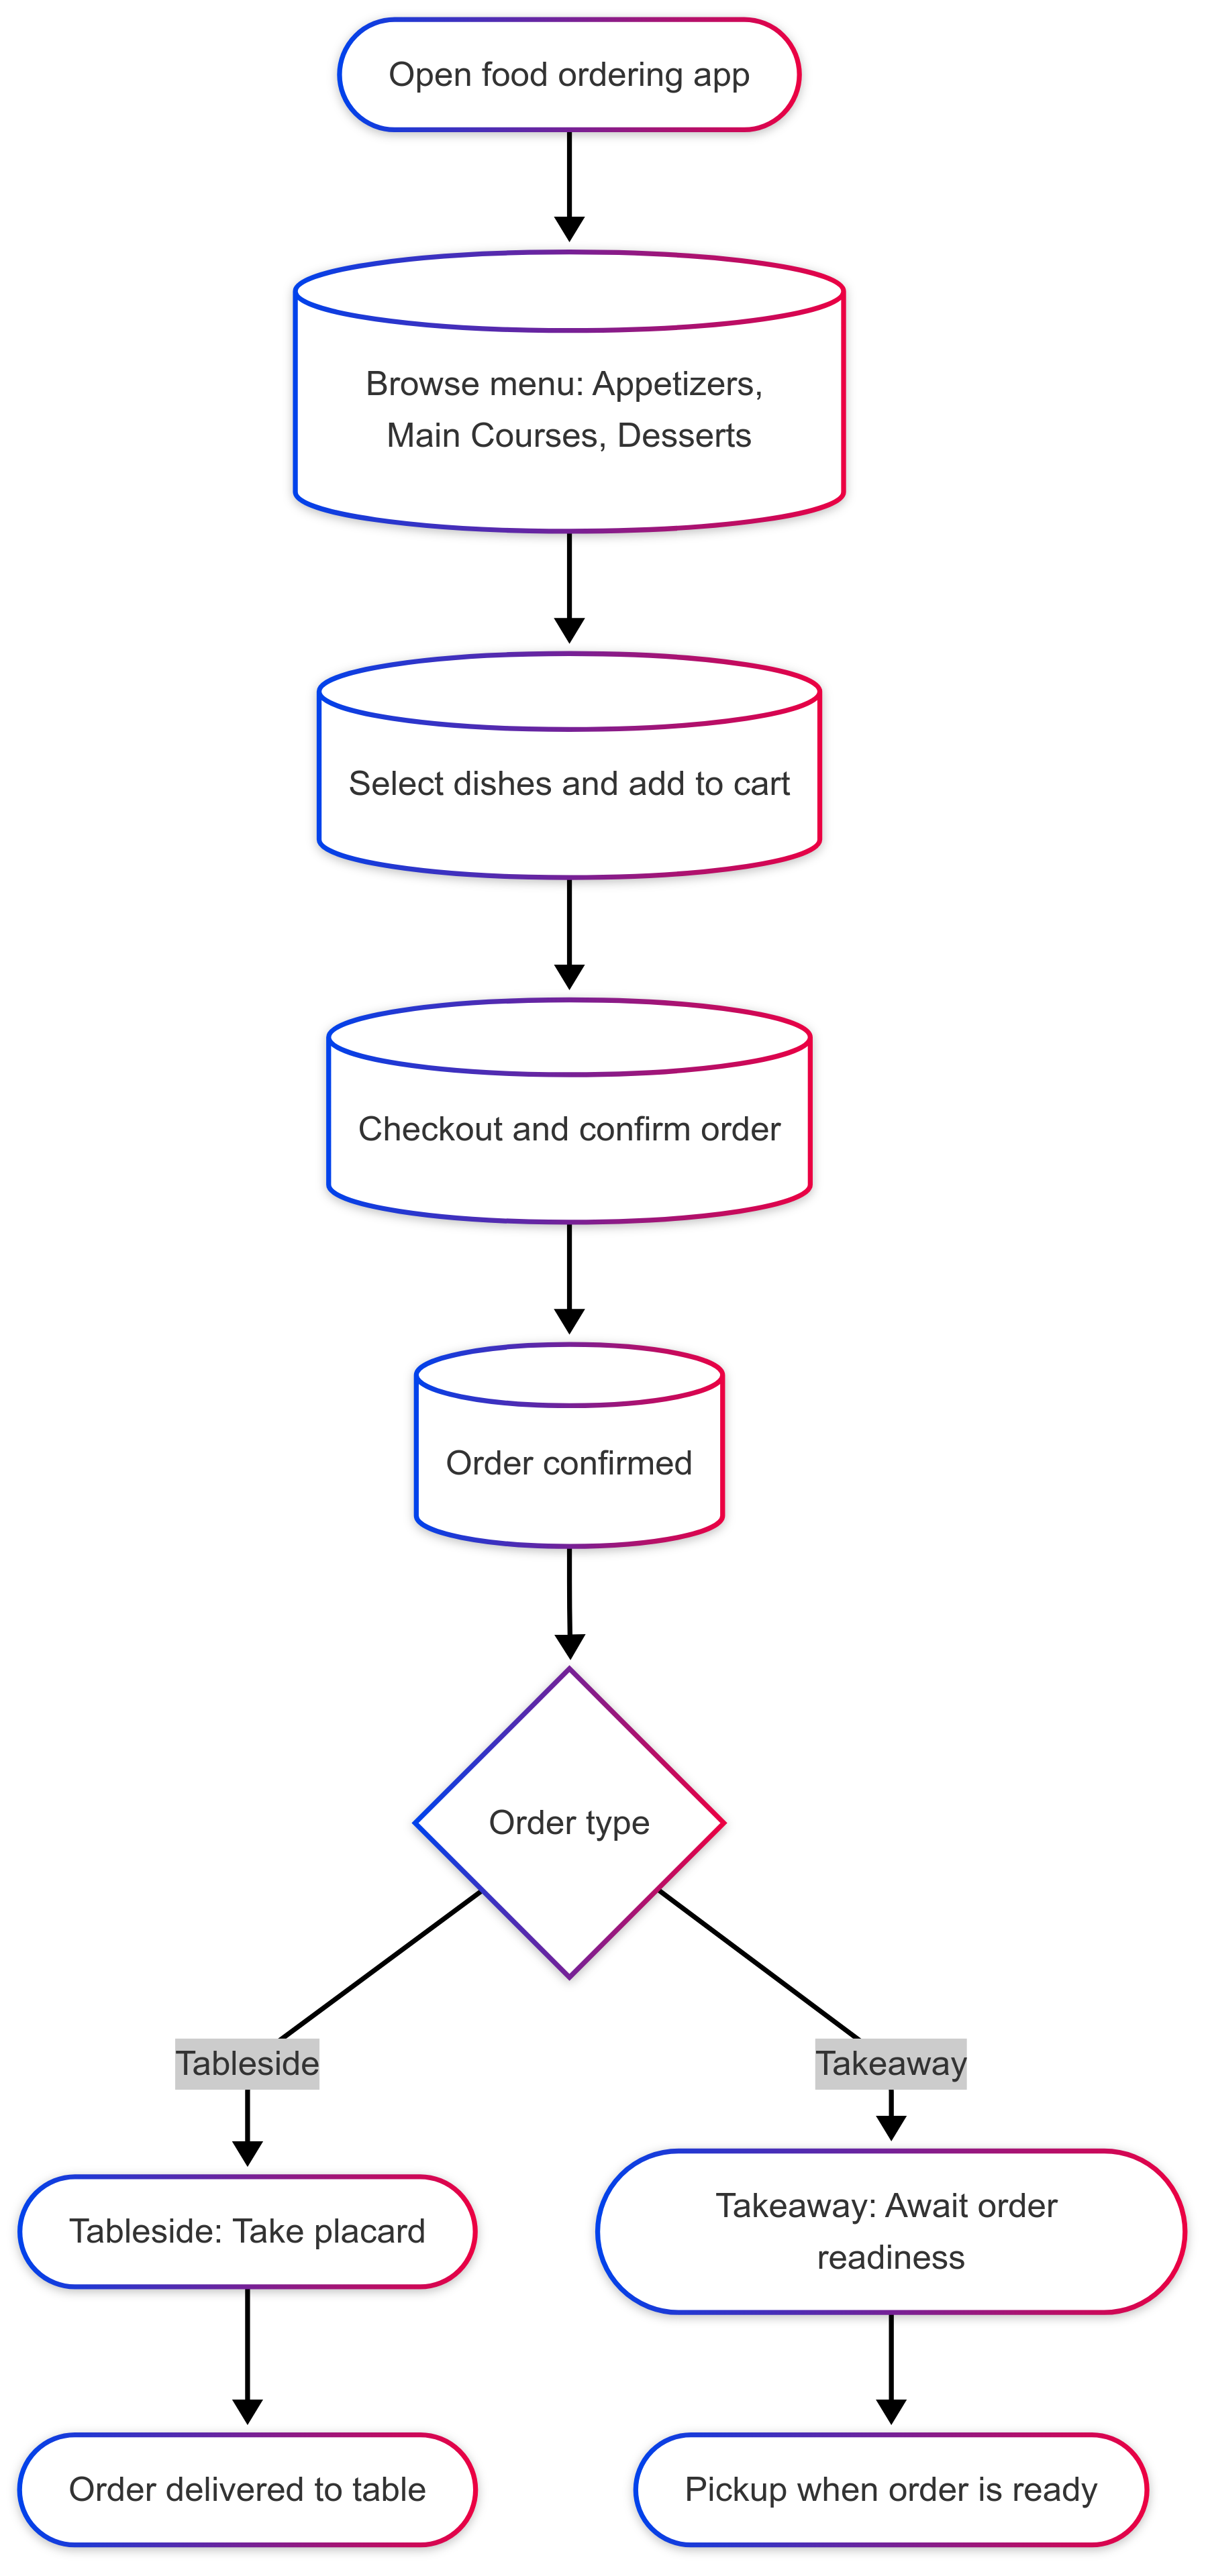 Open food ordering app
Browse menu: Appetizers,
Main Courses, Desserts
Select dishes and add to cart
Checkout and confirm order
Order confirmed
Order type
Tableside
Takeaway
Tableside: Take placard
Takeaway: Await order
readiness
Order delivered to table
Pickup when order is ready